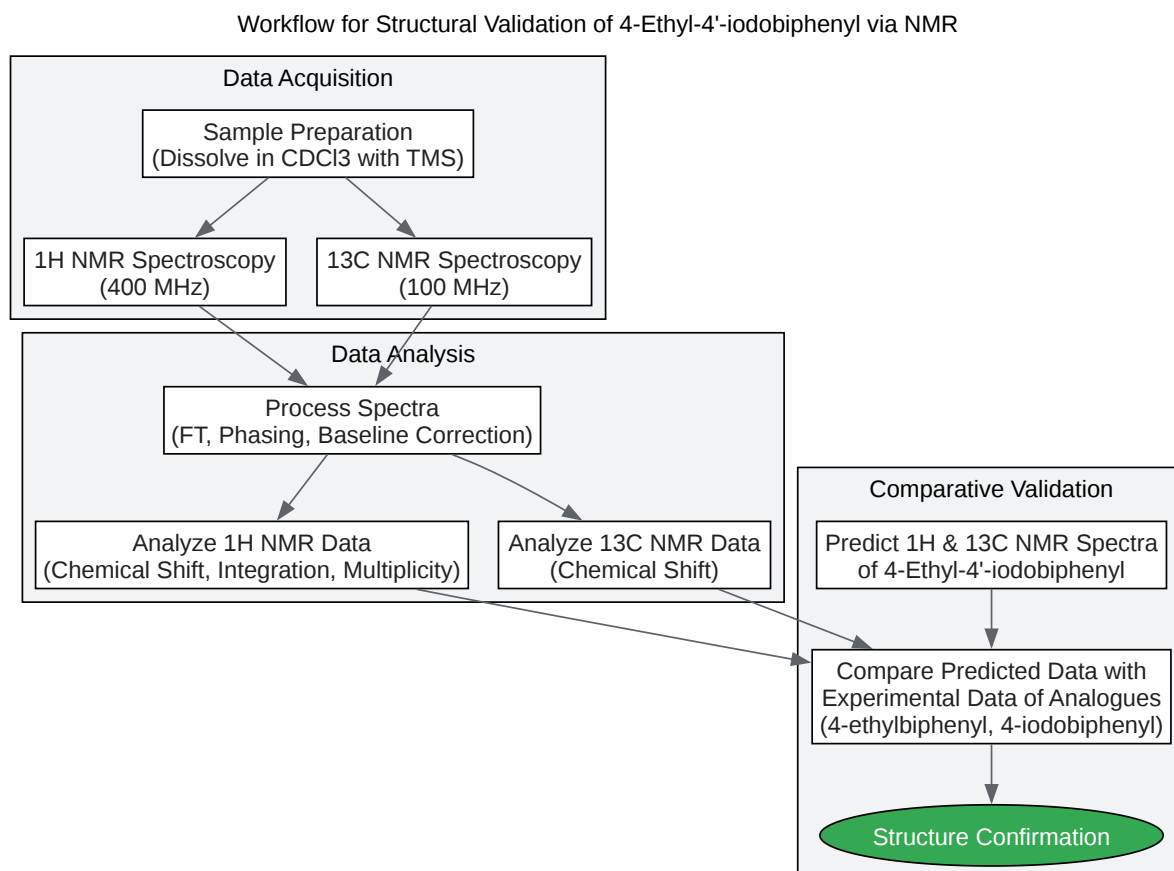 Workflow for Structural Validation of 4-Ethyl-4'-iodobiphenyl via NMR
Data Acquisition
Sample Preparation
(Dissolve in CDCl3 with TMS)
1H NMR Spectroscopy
(400 MHz)
13C NMR Spectroscopy
(100 MHz)
Data Analysis
Process Spectra
(FT, Phasing, Baseline Correction)
Analyze 1H NMR Data
(Chemical Shift, Integration, Multiplicity)
Analyze 13C NMR Data
(Chemical Shift)
Comparative Validation
Predict 1H & 13C NMR Spectra
of 4-Ethyl-4'-iodobiphenyl
Compare Predicted Data with
Experimental Data of Analogues
(4-ethylbiphenyl, 4-iodobiphenyl)
Structure Confirmation